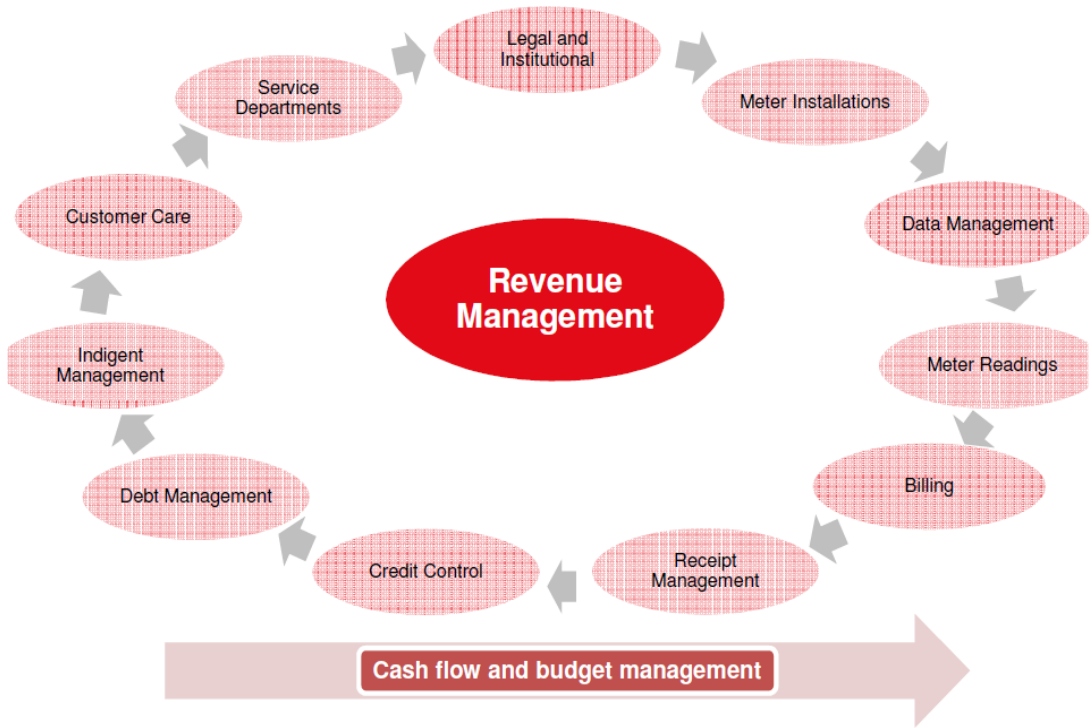 Legal and
Institutional
Meter Installations
Data Management
Meter Readings
Billing
Receipt
Management
Credit Control
Debt Management
Indigent
Management
Customer Care
Service
Departments
Revenue
Management
Cash flow and budget management